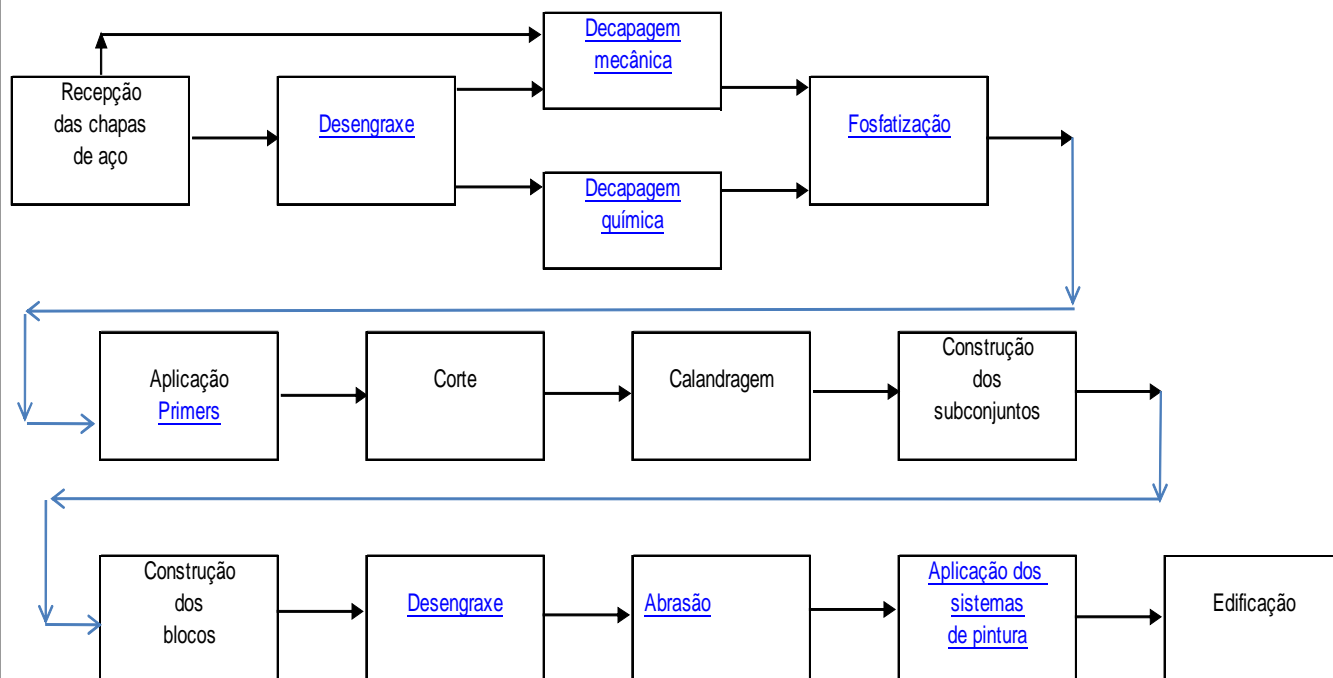 Decapagem
mecânica
Recepção
das chapas
de aço
Desengraxe
Fosfatização
Decapagem
química
Aplicação
Primers
Corte
Calandragem
Construção
dos
subconjuntos
Construção
dos
blocos
Desengraxe
Abrasão
Aplicação dos
sistemas
de pintura
Edificação